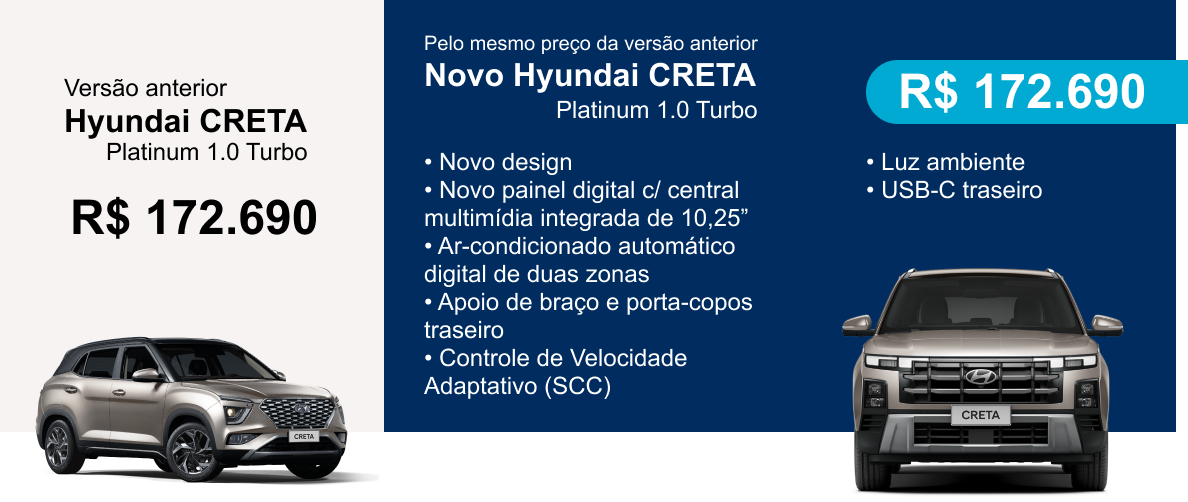 Versão anterior
Hyundai CRETA
Platinum 1.0 Turbo
R$ 172.690
CRETA
Pelo mesmo preço da versão anterior
Novo Hyundai CRETA
Platinum 1.0 Turbo
• Novo design
• Novo painel digital c/ central
multimídia integrada de 10,25”
• Ar-condicionado automático
digital de duas zonas
• Apoio de braço e porta-copos
traseiro
• Controle de Velocidade
Adaptativo (SCC)
R$ 172.690
• Luz ambiente
• USB-C traseiro
CRETA